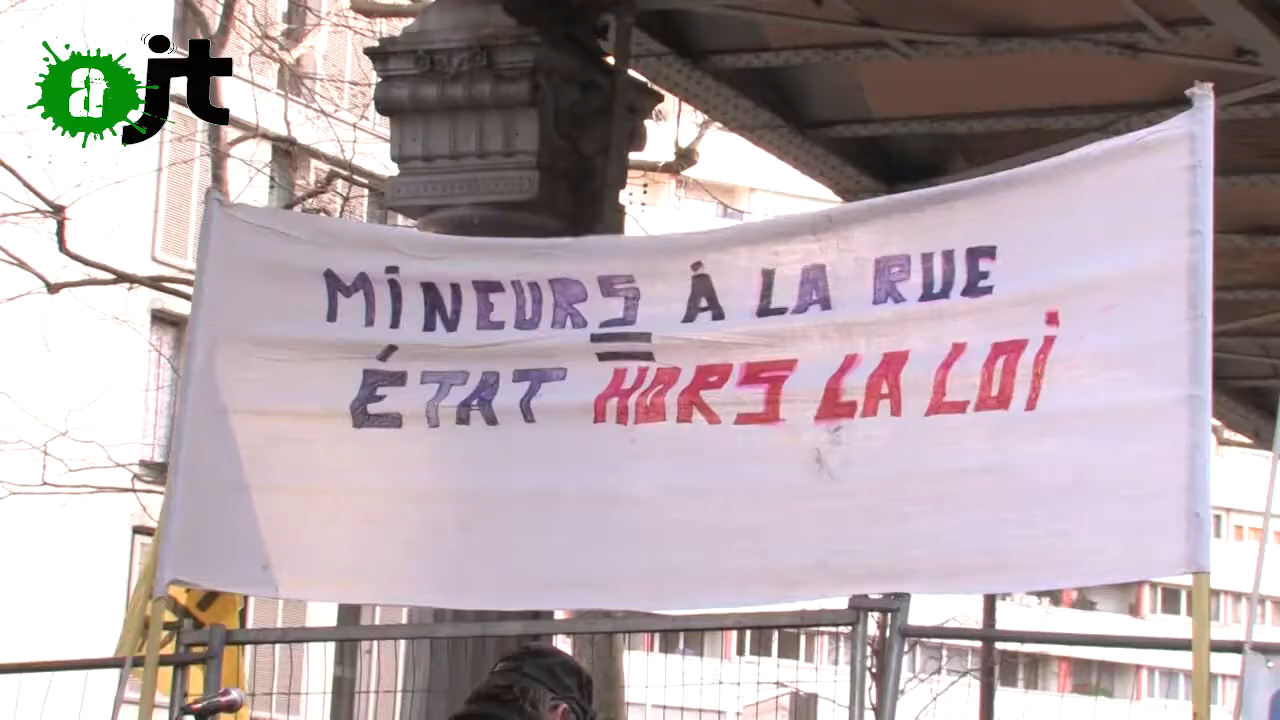 ajt
MiNEURS À LA RUE
=
ÉTAT HORS LA LOi